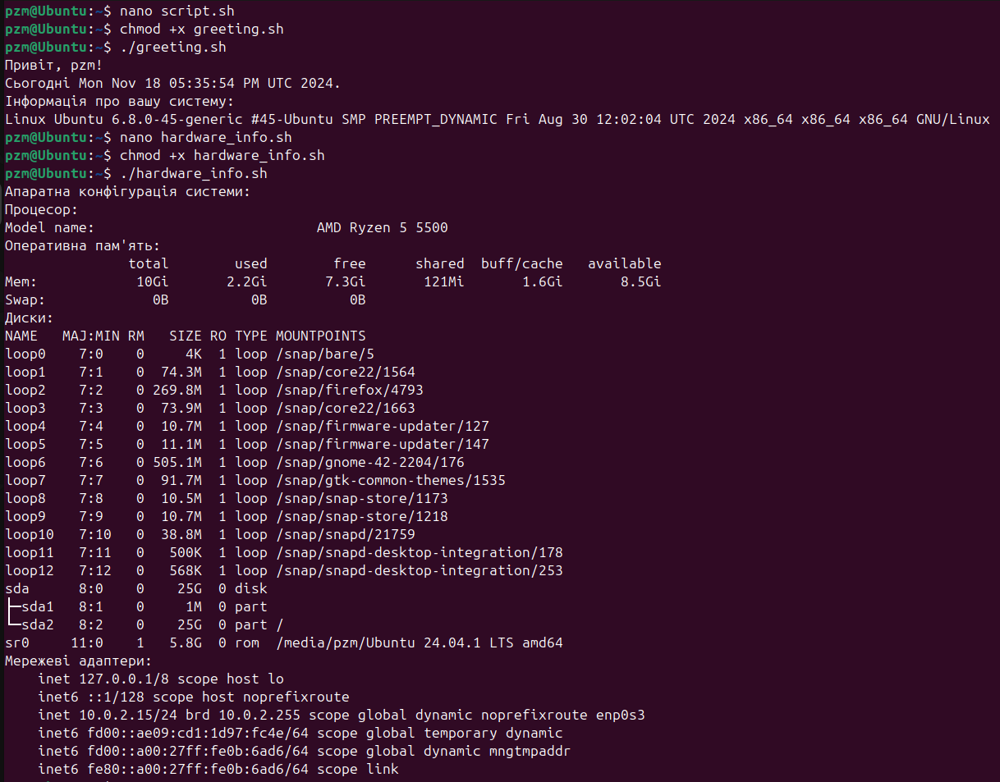 pzm@Ubuntu:~$ nano script.sh
pzm@Ubuntu:~$ chmod +x greeting.sh
pzm@Ubuntu:~$ ./greeting.sh
Привіт, pzm!
Сьогодні Mon Nov 18 05:35:54 PM UTC 2024.
Інформація про вашу систему:
Linux Ubuntu 6.8.0-45-generic #45-Ubuntu SMP PREEMPT_DYNAMIC Fri Aug 30 12:02:04 UTC 2024 x86_64 x86_64 x86_64 GNU/Linux
pzm@Ubuntu:~$ nano hardware_info.sh
pzm@Ubuntu:~$ chmod +x hardware_info.sh
pzm@Ubuntu:~$ ./hardware_info.sh
Апаратна конфігурація системи:
Процесор:
Model name:                           AMD Ryzen 5 5500
Оперативна пам'ять:
               total        used        free      shared  buff/cache   available
Mem:            10Gi       2.2Gi       7.3Gi       121Mi       1.6Gi       8.5Gi
Swap:             0B          0B          0B
Диски:
NAME   MAJ:MIN RM   SIZE RO TYPE MOUNTPOINTS
loop0    7:0    0     4K  1 loop /snap/bare/5
loop1    7:1    0  74.3M  1 loop /snap/core22/1564
loop2    7:2    0 269.8M  1 loop /snap/firefox/4793
loop3    7:3    0  73.9M  1 loop /snap/core22/1663
loop4    7:4    0  10.7M  1 loop /snap/firmware-updater/127
loop5    7:5    0  11.1M  1 loop /snap/firmware-updater/147
loop6    7:6    0 505.1M  1 loop /snap/gnome-42-2204/176
loop7    7:7    0  91.7M  1 loop /snap/gtk-common-themes/1535
loop8    7:8    0  10.5M  1 loop /snap/snap-store/1173
loop9    7:9    0  10.7M  1 loop /snap/snap-store/1218
loop10   7:10   0  38.8M  1 loop /snap/snapd/21759
loop11   7:11   0   500K  1 loop /snap/snapd-desktop-integration/178
loop12   7:12   0   568K  1 loop /snap/snapd-desktop-integration/253
sda      8:0    0    25G  0 disk
├─sda1   8:1    0     1M  0 part
└─sda2   8:2    0    25G  0 part /
sr0     11:0    1   5.8G  0 rom  /media/pzm/Ubuntu 24.04.1 LTS amd64
Мережеві адаптери:
    inet 127.0.0.1/8 scope host lo
    inet6 ::1/128 scope host noprefixroute
    inet 10.0.2.15/24 brd 10.0.2.255 scope global dynamic noprefixroute enp0s3
    inet6 fd00::ae09:cd1:1d97:fc4e/64 scope global temporary dynamic
    inet6 fd00::a00:27ff:fe0b:6ad6/64 scope global dynamic mngtmpaddr
    inet6 fe80::a00:27ff:fe0b:6ad6/64 scope link